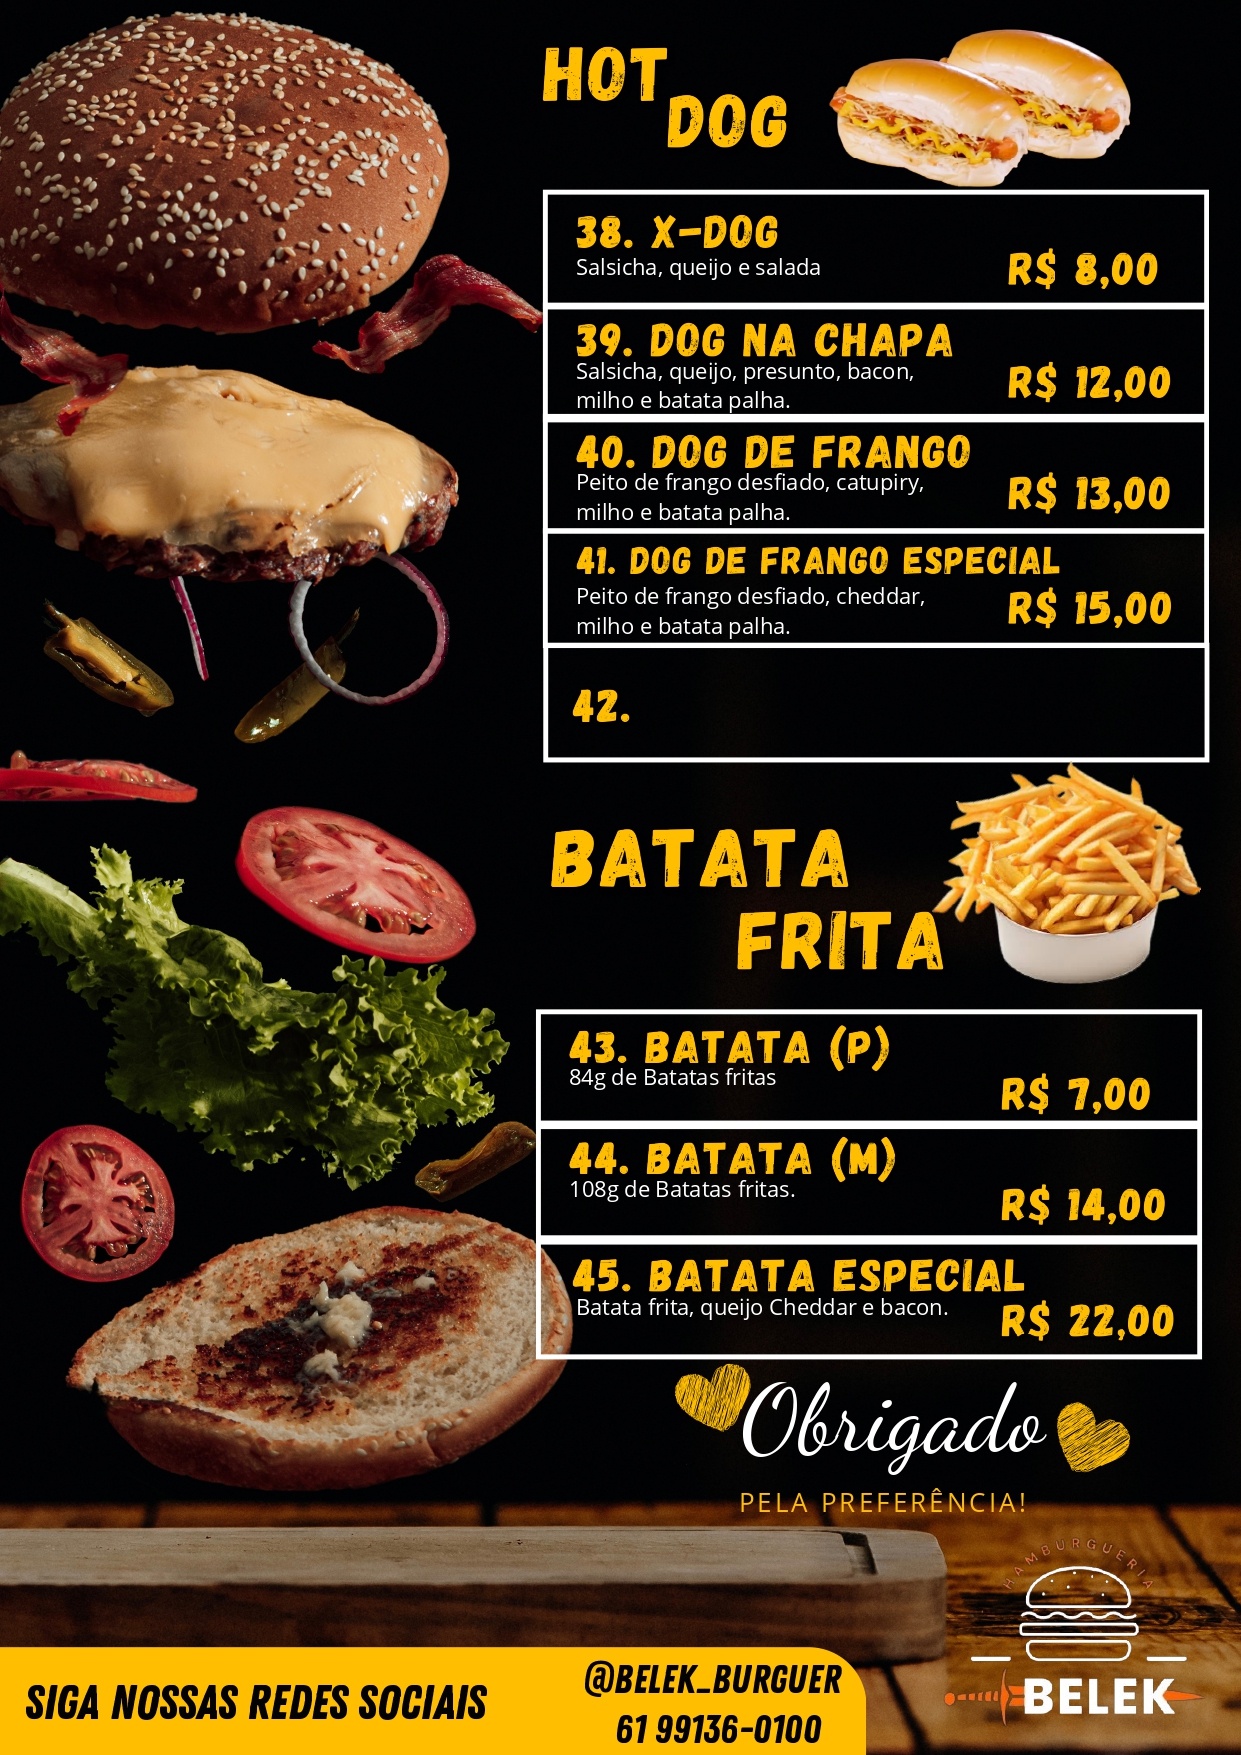 HOT
DOG
38. X-DOG
Salsicha, queijo e salada
R$ 8,00
39. DOG NA CHAPA
Salsicha, queijo, presunto, bacon,
milho e batata palha.
R$ 12,00
40. DOG DE FRANGO
Peito de frango desfiado, catupiry,
milho e batata palha.
R$ 13,00
41. DOG DE FRANGO ESPECIAL
Peito de frango desfiado, cheddar,
milho e batata palha.
R$ 15,00
42.
BATATA
FRITA
43. BATATA (P)
84g de Batatas fritas
R$ 7,00
44. BATATA (M)
108g de Batatas fritas.
R$ 14,00
45. BATATA ESPECIAL
Batata frita, queijo Cheddar e bacon.
R$ 22,00
Obrigado
PELA PREFERÊNCIA!
HAMBURGUERIA
BELEK
SIGA NOSSAS REDES SOCIAIS
@BELEK_BURGUER
61 99136-0100